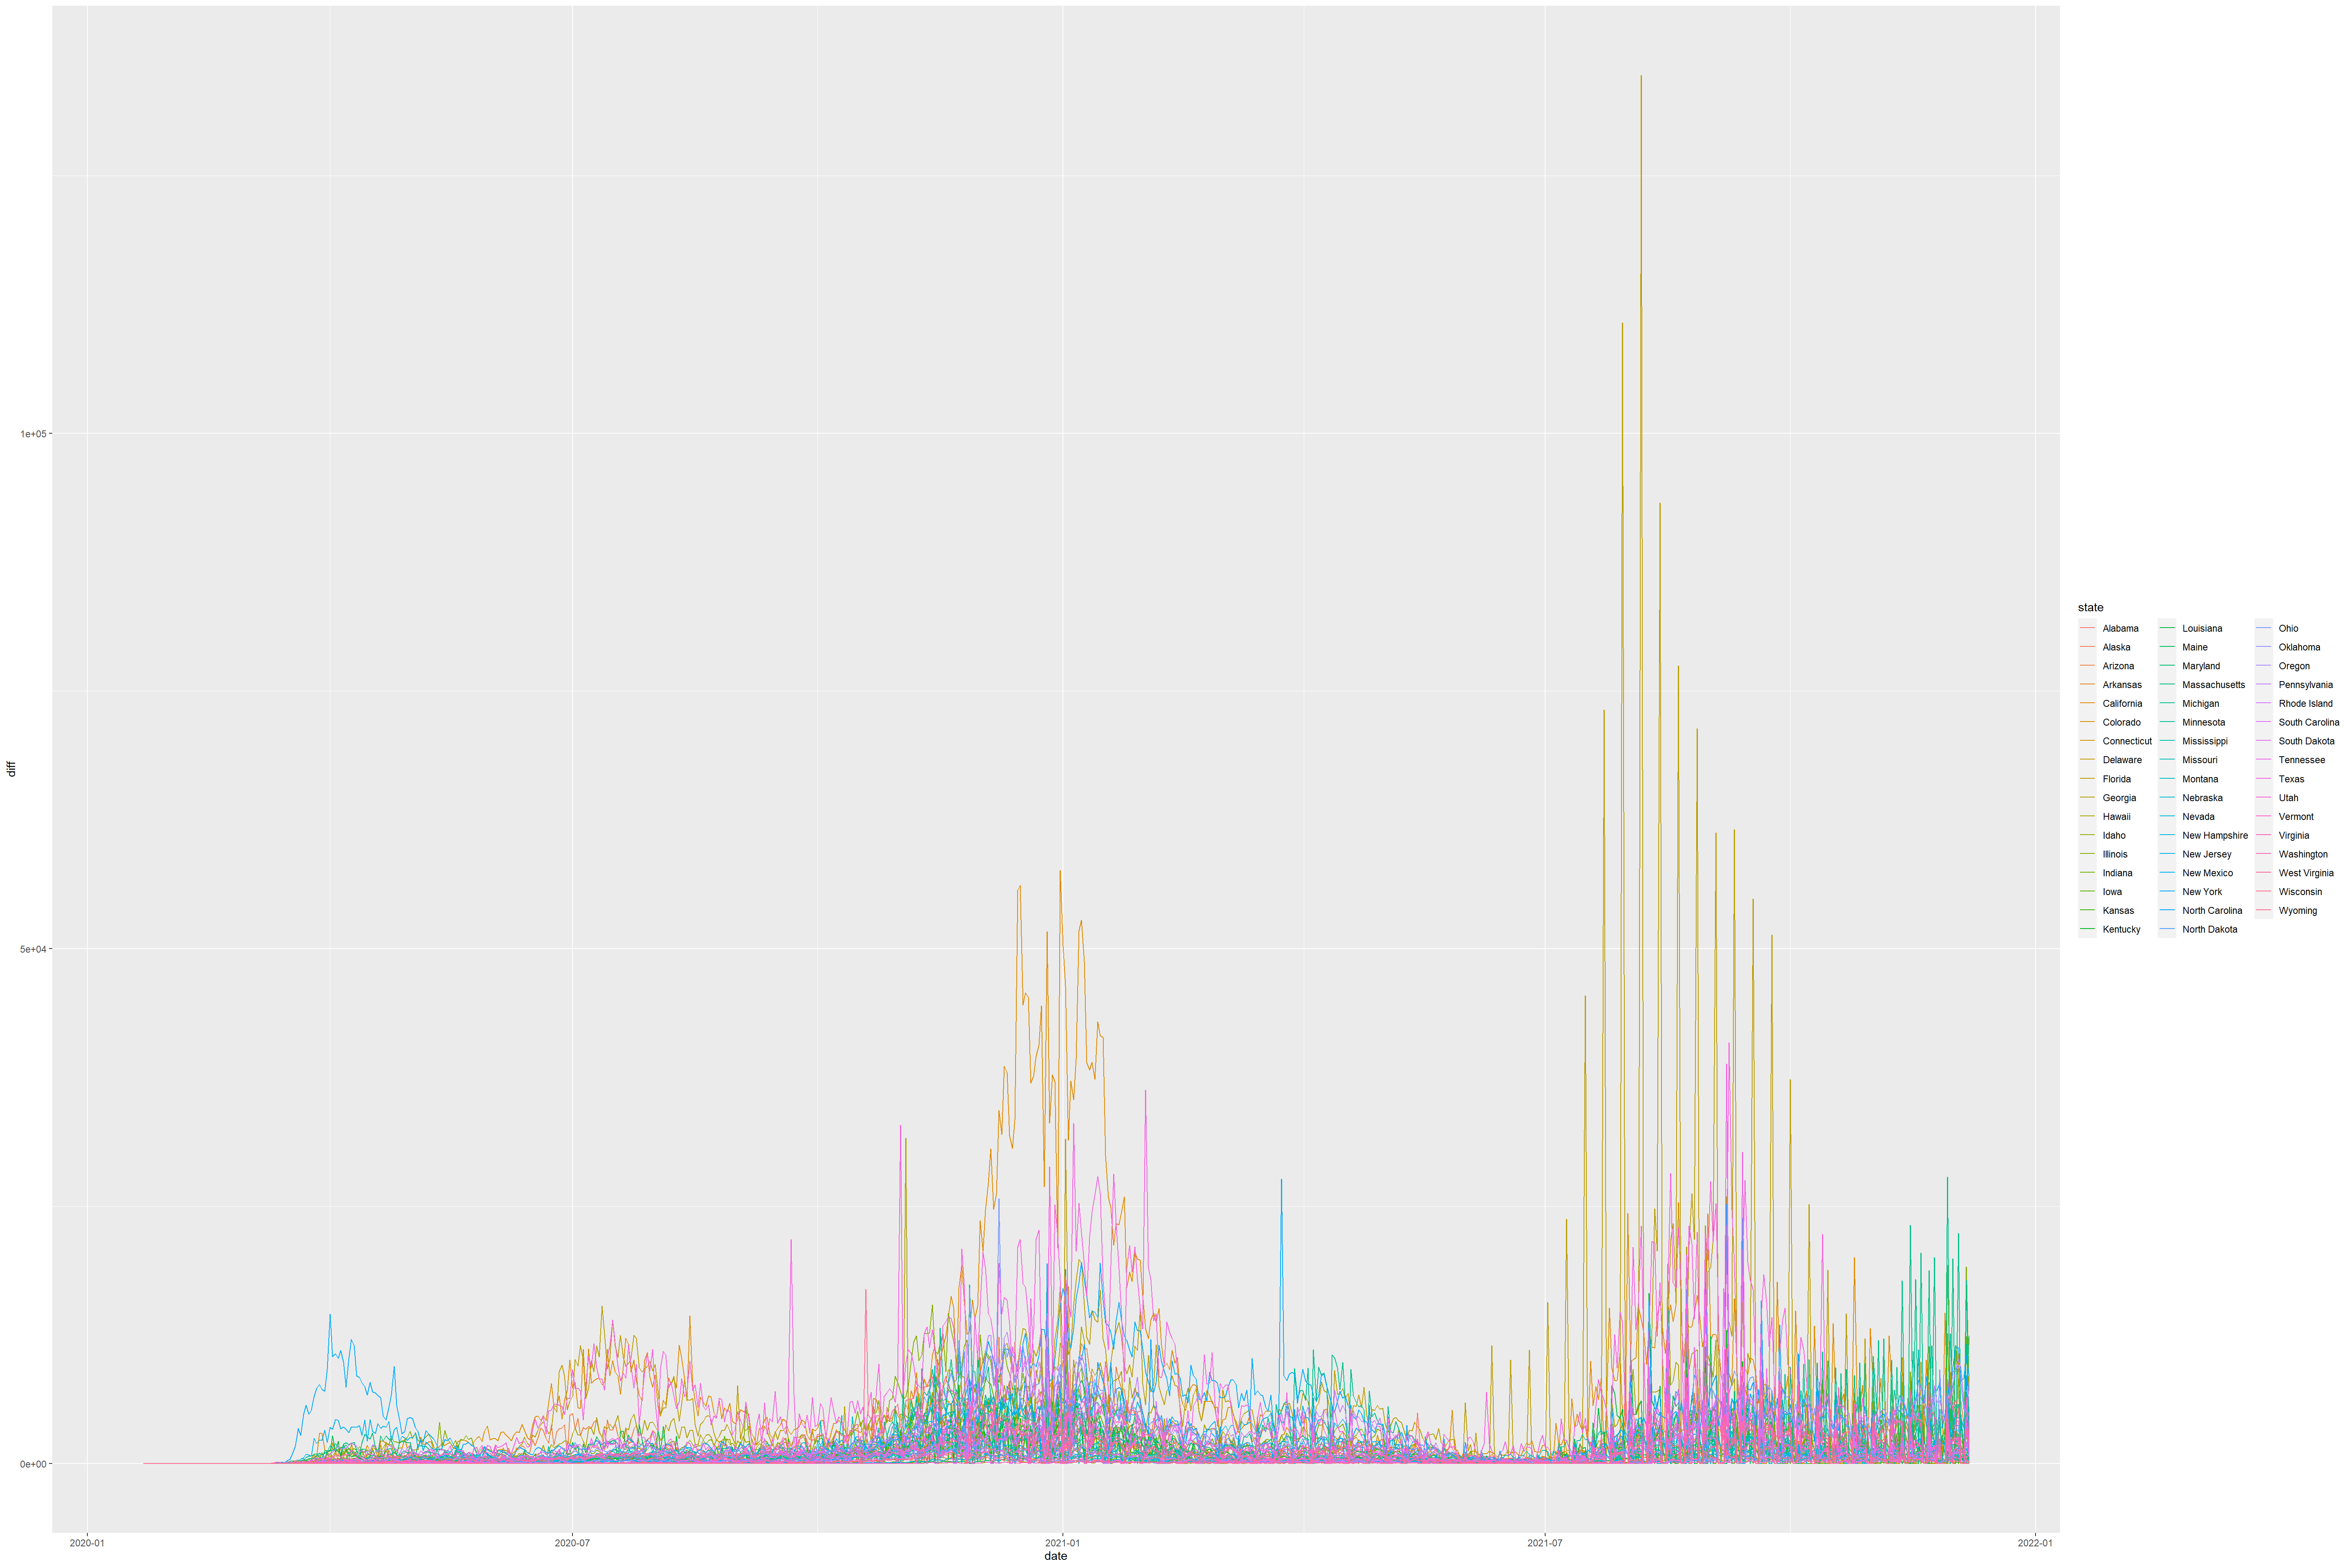 1e+05
5e+04
0e+00
diff
2020-01
2020-07
2021-01
2021-07
2022-01
date
state
Alabama
Alaska
Arizona
Arkansas
California
Colorado
Connecticut
Delaware
Florida
Georgia
Hawaii
Idaho
Illinois
Indiana
Iowa
Kansas
Kentucky
Louisiana
Maine
Maryland
Massachusetts
Michigan
Minnesota
Mississippi
Missouri
Montana
Nebraska
Nevada
New Hampshire
New Jersey
New Mexico
New York
North Carolina
North Dakota
Ohio
Oklahoma
Oregon
Pennsylvania
Rhode Island
South Carolina
South Dakota
Tennessee
Texas
Utah
Vermont
Virginia
Washington
West Virginia
Wisconsin
Wyoming